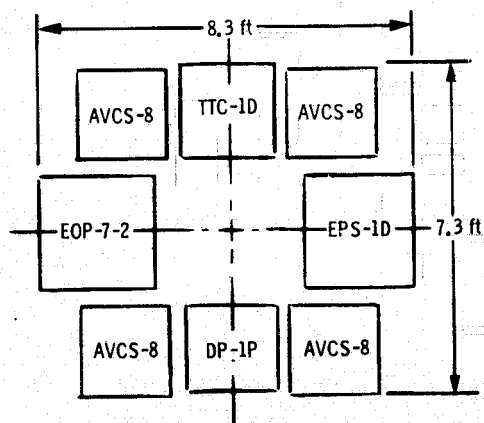 8.3 ft
AVCS-8 TTC-1D AVCS-8
EOP-7-2 EPS-1D 7.3 ft
AVCS-8 DP-1P AVCS-8